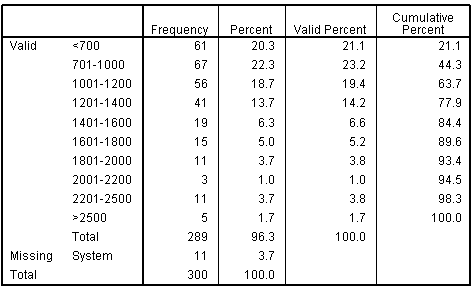 Frequency Percent Valid Percent Cumulative Percent
Valid <700 61 20.3 21.1 21.1
701-1000 67 22.3 23.2 44.3
1001-1200 56 18.7 19.4 63.7
1201-1400 41 13.7 14.2 77.9
1401-1600 19 6.3 6.6 84.4
1601-1800 15 5.0 5.2 89.6
1801-2000 11 3.7 3.8 93.4
2001-2200 3 1.0 1.0 94.5
2201-2500 11 3.7 3.8 98.3
>2500 5 1.7 1.7 100.0
Total 289 96.3 100.0
Missing System 11 3.7
Total 300 100.0